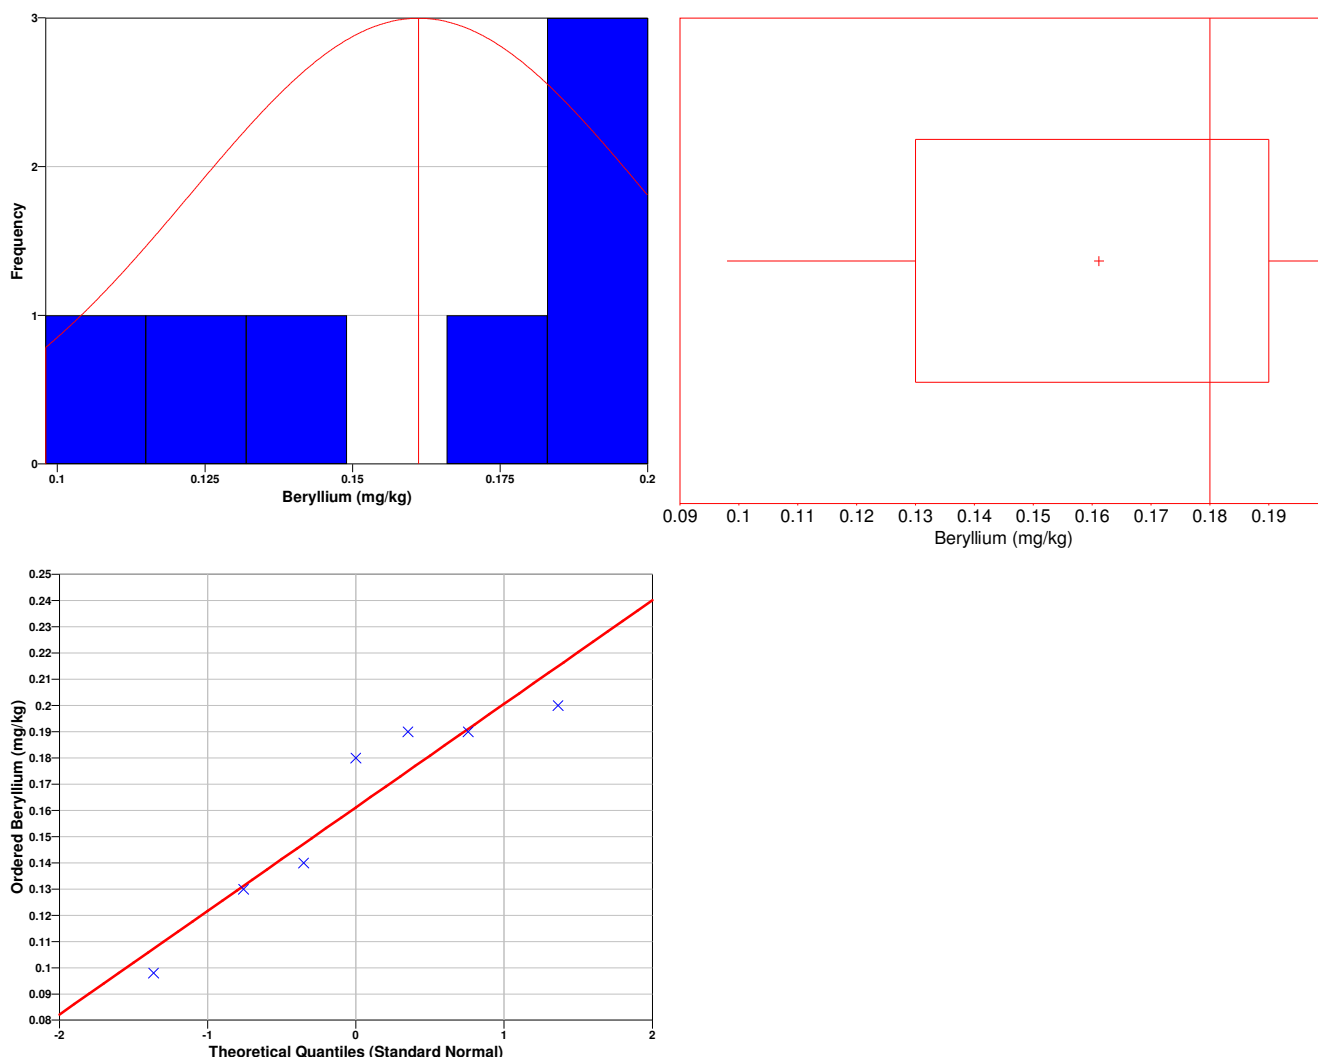 3
2
1
0
Frequency
0.1 0.125 0.15 0.175 0.2
Beryllium (mg/kg)
0.09 0.1 0.11 0.12 0.13 0.14 0.15 0.16 0.17 0.18 0.19
Beryllium (mg/kg)
0.25
0.24
0.23
0.22
0.21
0.2
0.19
0.18
0.17
0.16
0.15
0.14
0.13
0.12
0.11
0.1
0.09
0.08
Ordered Beryllium (mg/kg)
-2 -1 0 1 2
Theoretical Quantiles (Standard Normal)